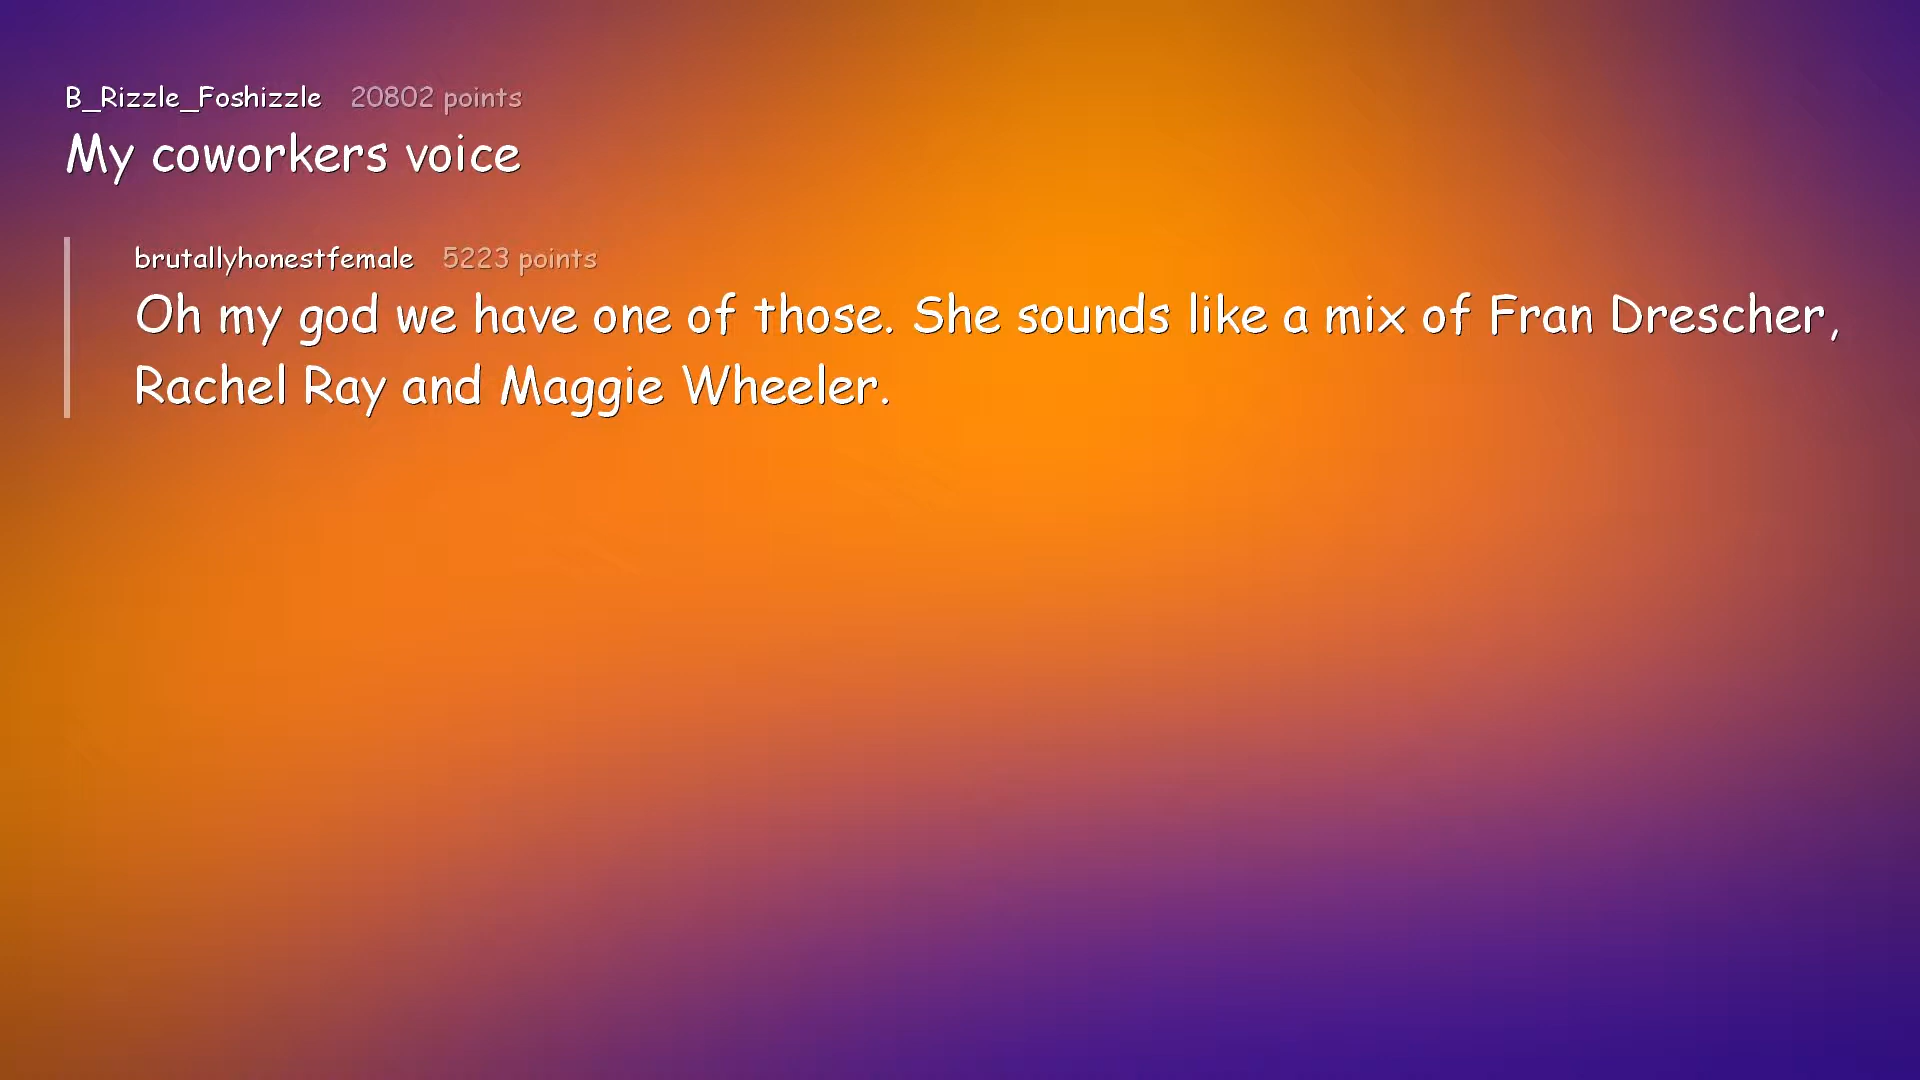 B_Rizzle_Foshizzle 20802 points
My coworkers voice
brutallyhonestfemale 5223 points
Oh my god we have one of those. She sounds like a mix of Fran Drescher,
Rachel Ray and Maggie Wheeler.